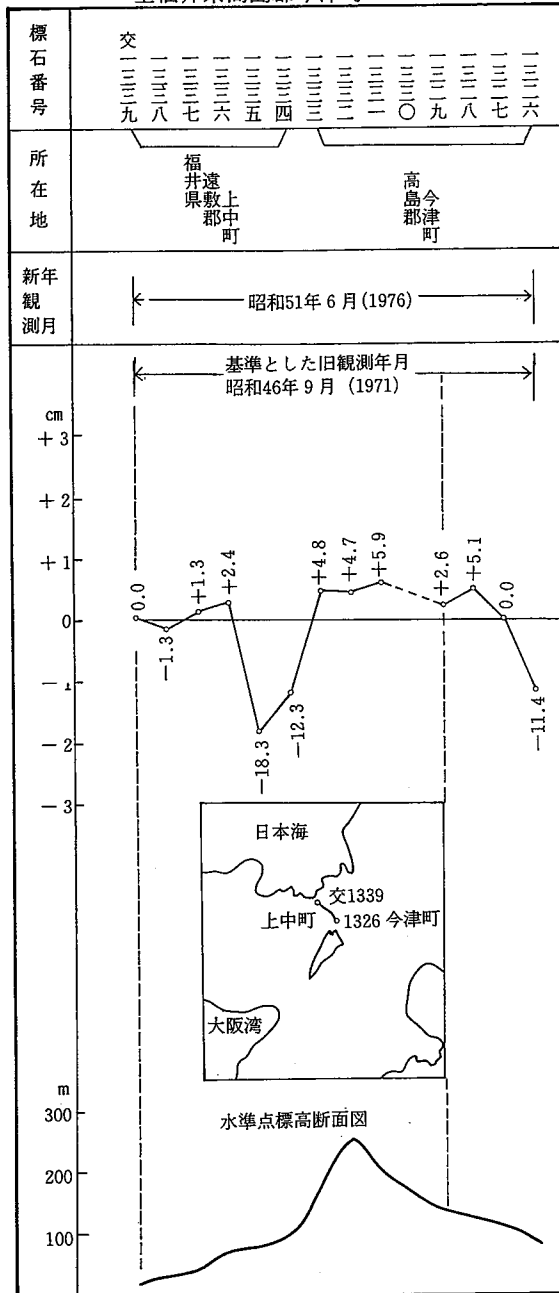 標石番号
交一三三九
一三三八
一三三七
一三三六
一三三五
一三三四
一三三三
一三三二
一三三一
一三三〇
一三二九
一三二八
一三二七
一三二六
所在地
福井県
遠敷郡
上中町
高島郡
今津町
新年
観
測月
昭和51年6月(1976)
基準とした旧観測年月
昭和46年9月 (1971)
cm
+3
+2
+1
0
-1
-2
-3
0.0
-1.3
+1.3
+2.4
-18.3
-12.3
+4.8
+4.7
+5.9
+2.6
+5.1
0.0
-11.4
日本海
交1339
上中町
1326 今津町
大阪湾
m
水準点標高断面図
300
200
100